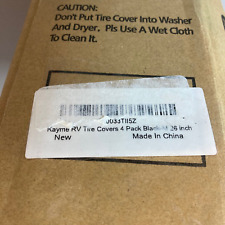 CAUTION:
Don't Put Tire Cover Into Washer
And Dryer, Pls Use A Wet Cloth
To Clean It.
Kayme RV Tire Covers 4 Pack Black 26 Inch
New Made In China